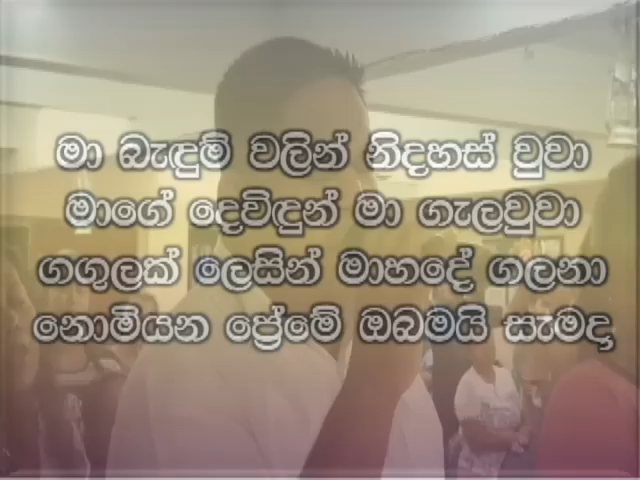 මා බැඳුම් වලින් නිදහස් වුවා
මාගේ දෙවිඳුන් මා ගැලවුවා
ගඟුලක් ලෙසින් මාහදේ ගලනා
නොමියන ප්‍රේමේ ඔබමයි සැමදා